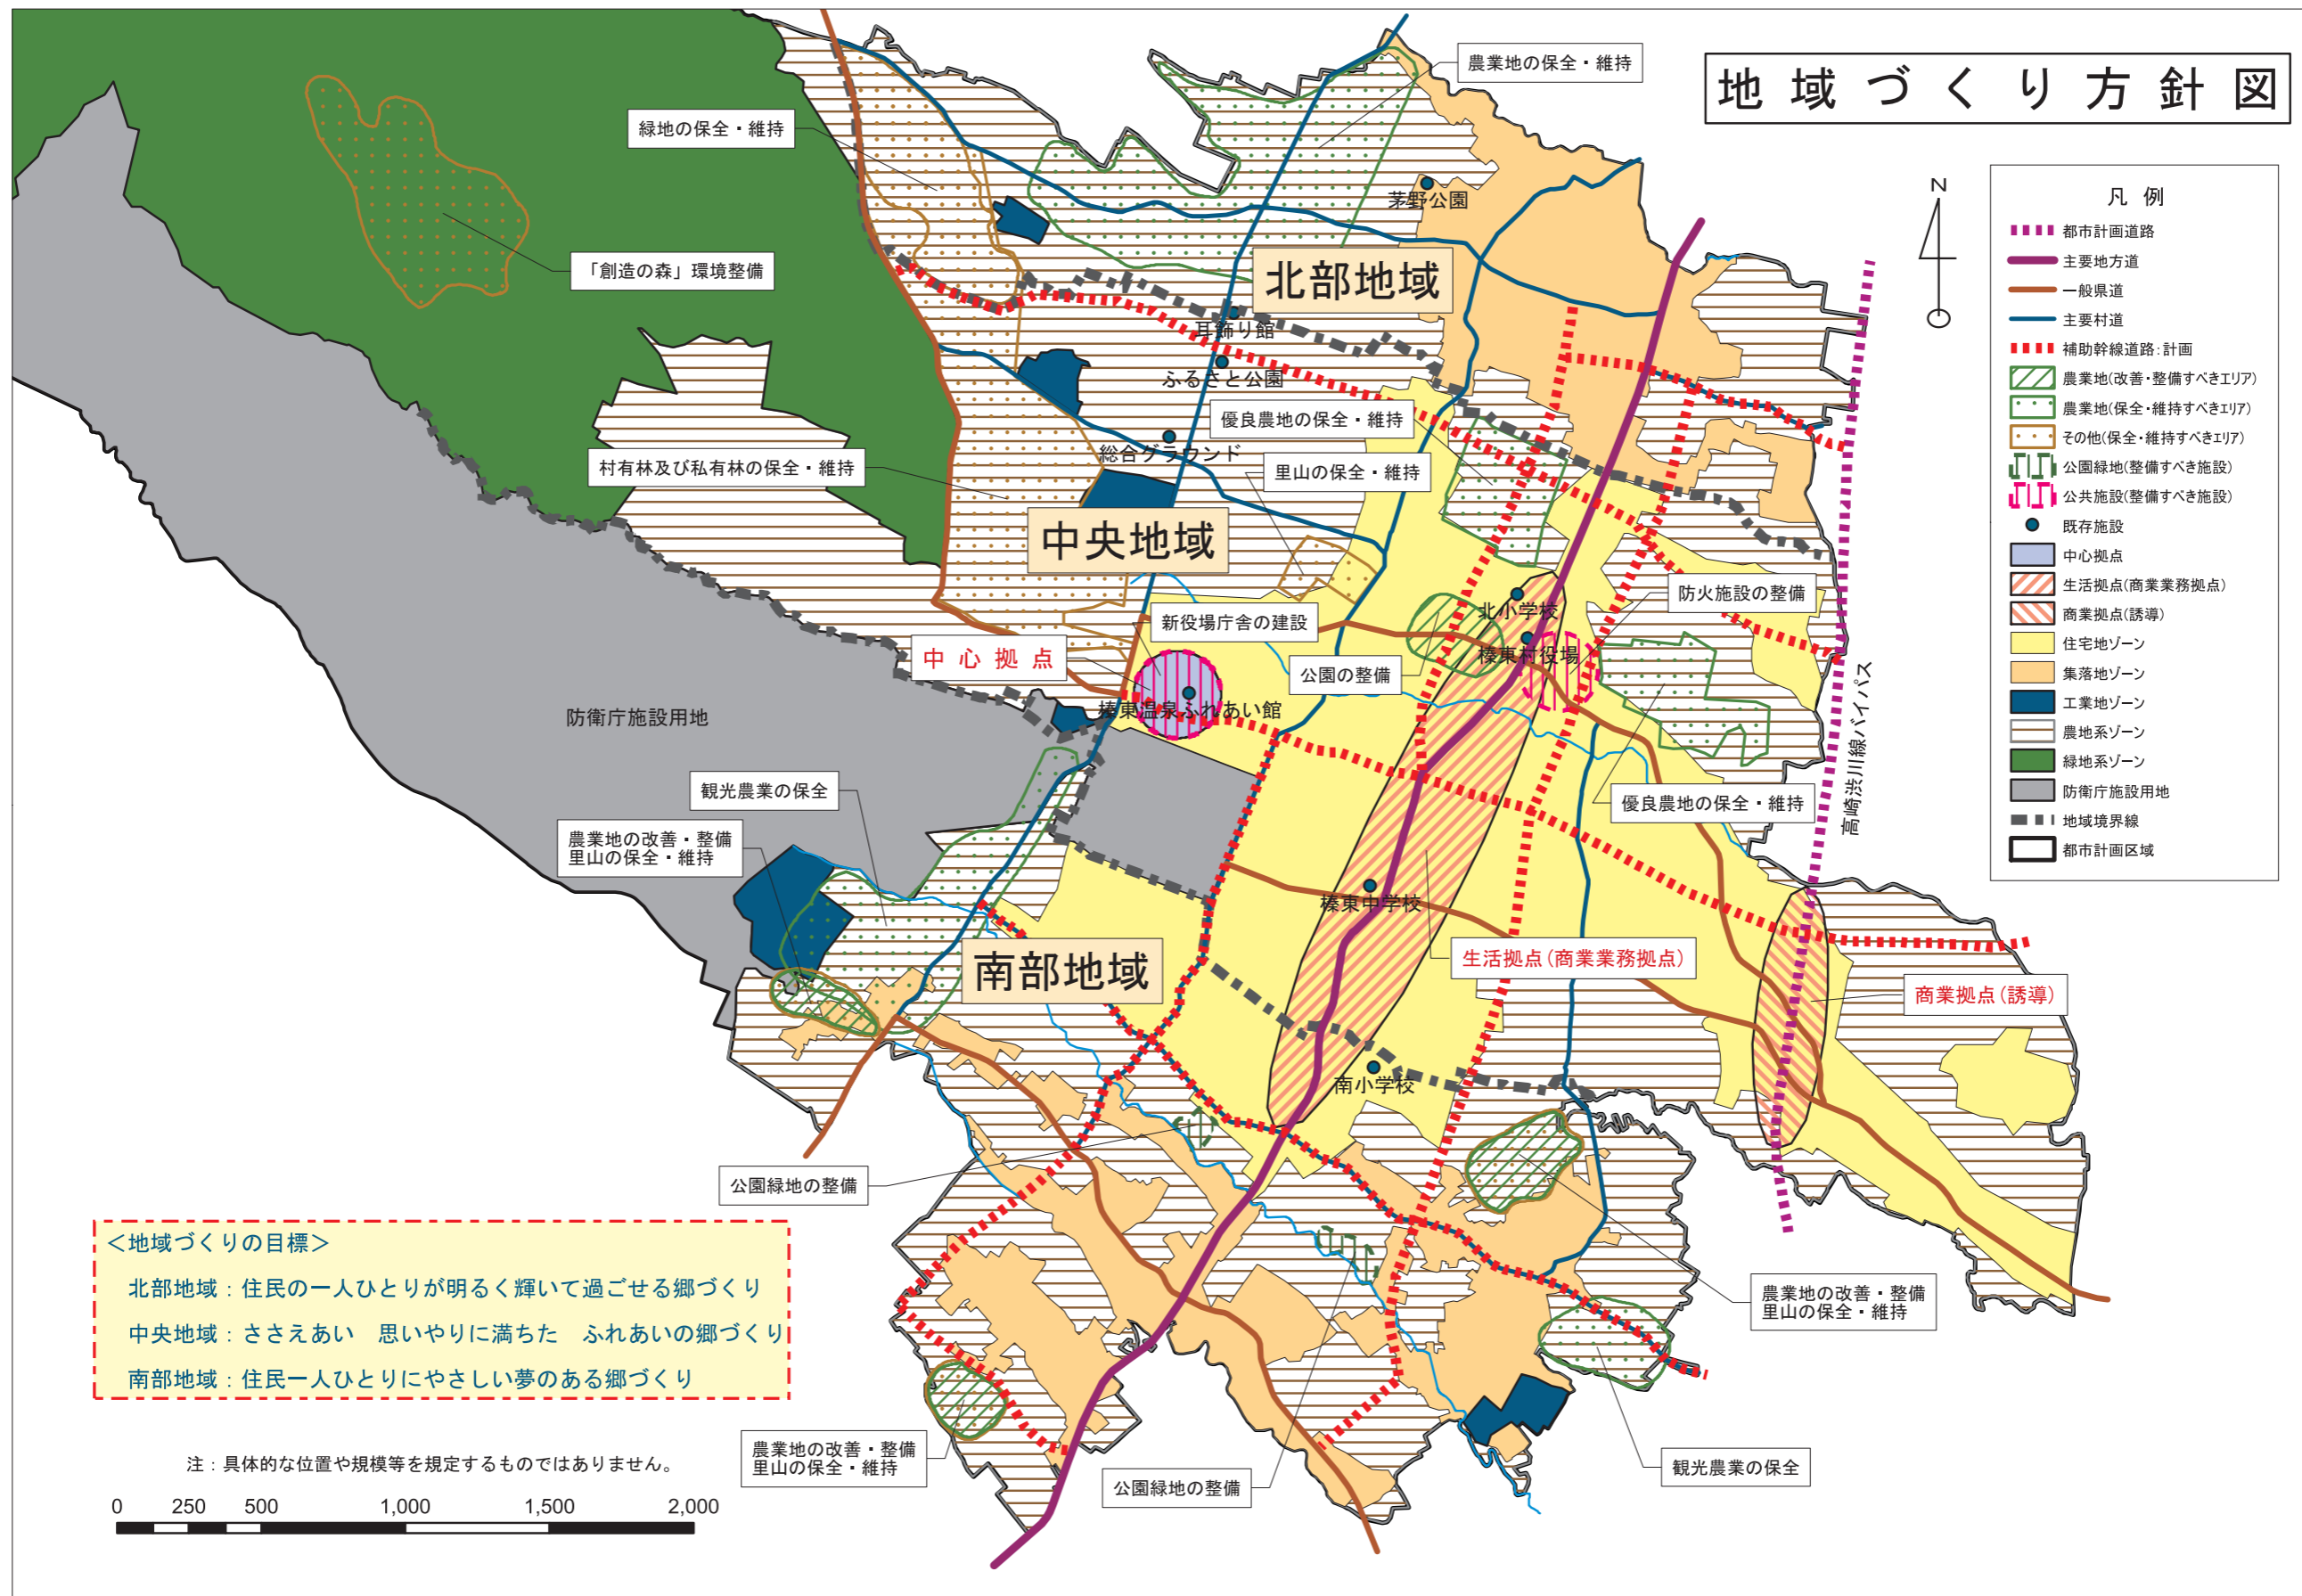 地域づくり方針図
農業地の保全・維持
緑地の保全・維持
「創造の森」環境整備
茅野公園
北部地域
耳飾り館
ふるさと公園
優良農地の保全・維持
総合グラウンド
村有林及び私有林の保全・維持
里山の保全・維持
中央地域
新役場庁舎の建設
中心拠点
公園の整備
北小学校
榛東村役場
防火施設の整備
防衛庁施設用地
榛東温泉ふれあい館
観光農業の保全
農業地の改善・整備
里山の保全・維持
優良農地の保全・維持
高崎渋川線バイパス
榛東中学校
南部地域
生活拠点(商業業務拠点)
商業拠点(誘導)
南小学校
公園緑地の整備
農業地の改善・整備
里山の保全・維持
農業地の改善・整備
里山の保全・維持
公園緑地の整備
観光農業の保全
N
凡例
都市計画道路
主要地方道
一般県道
主要村道
補助幹線道路:計画
農業地(改善・整備すべきエリア)
農業地(保全・維持すべきエリア)
その他(保全・維持すべきエリア)
公園緑地(整備すべき施設)
公共施設(整備すべき施設)
既存施設
中心拠点
生活拠点(商業業務拠点)
商業拠点(誘導)
住宅地ゾーン
集落地ゾーン
工業地ゾーン
農地系ゾーン
緑地系ゾーン
防衛庁施設用地
地域境界線
都市計画区域
<地域づくりの目標>
北部地域:住民の一人ひとりが明るく輝いて過ごせる郷づくり
中央地域:ささえあい 思いやりに満ちた ふれあいの郷づくり
南部地域:住民一人ひとりにやさしい夢のある郷づくり
注:具体的な位置や規模等を規定するものではありません。
0 250 500 1,000 1,500 2,000